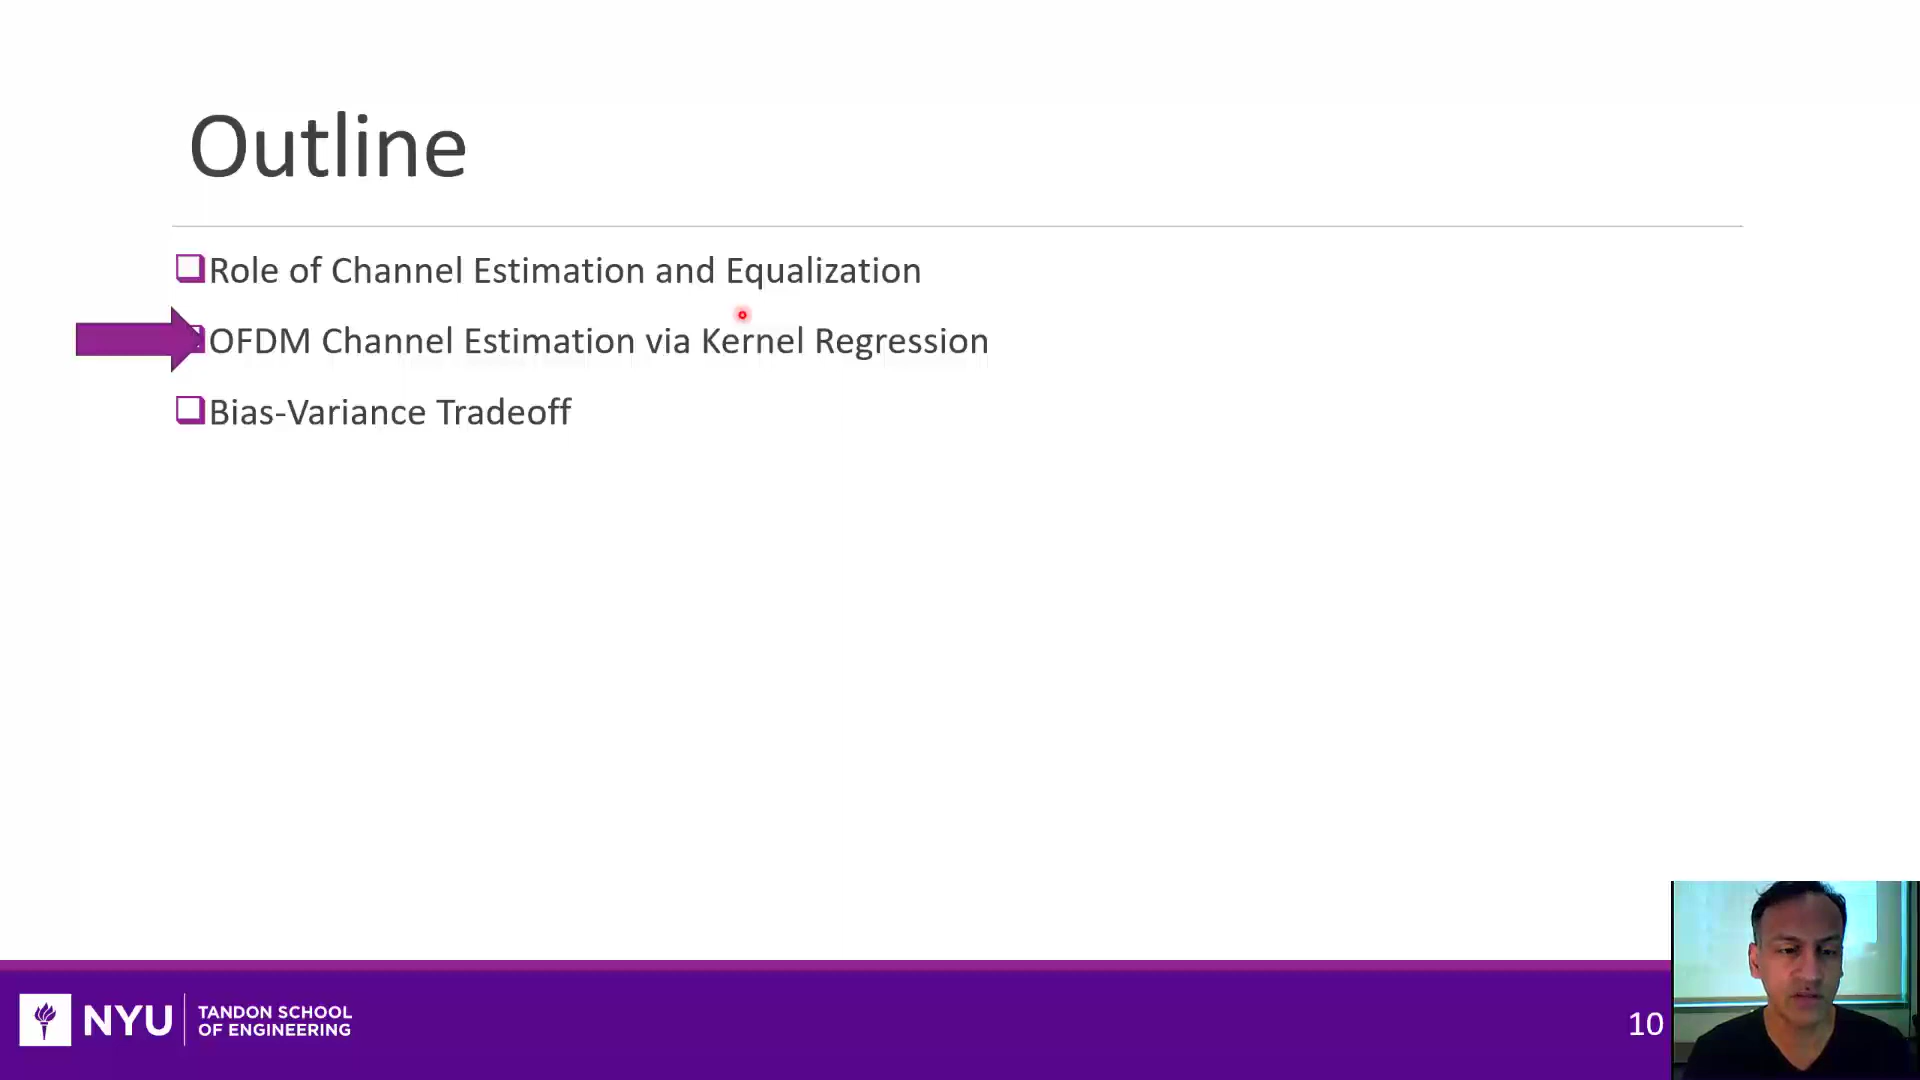 Outline
Role of Channel Estimation and Equalization
OFDM Channel Estimation via Kernel Regression
Bias-Variance Tradeoff
NYU
TANDON SCHOOL
OF ENGINEERING
10